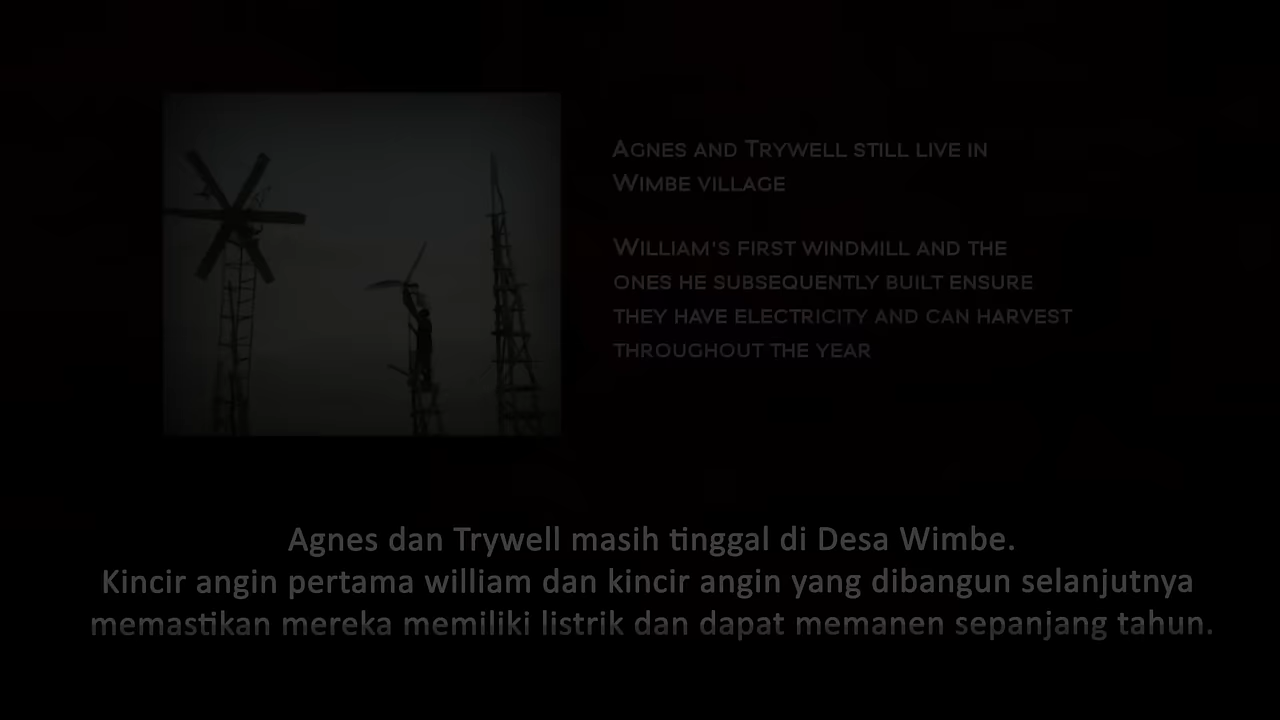 Agnes and Trywell still live in
Wimbe village
William's first windmill and the
ones he subsequently built ensure
they have electricity and can harvest
throughout the year
Agnes dan Trywell masih tinggal di Desa Wimbe.
Kincir angin pertama william dan kincir angin yang dibangun selanjutnya
memastikan mereka memiliki listrik dan dapat memanen sepanjang tahun.